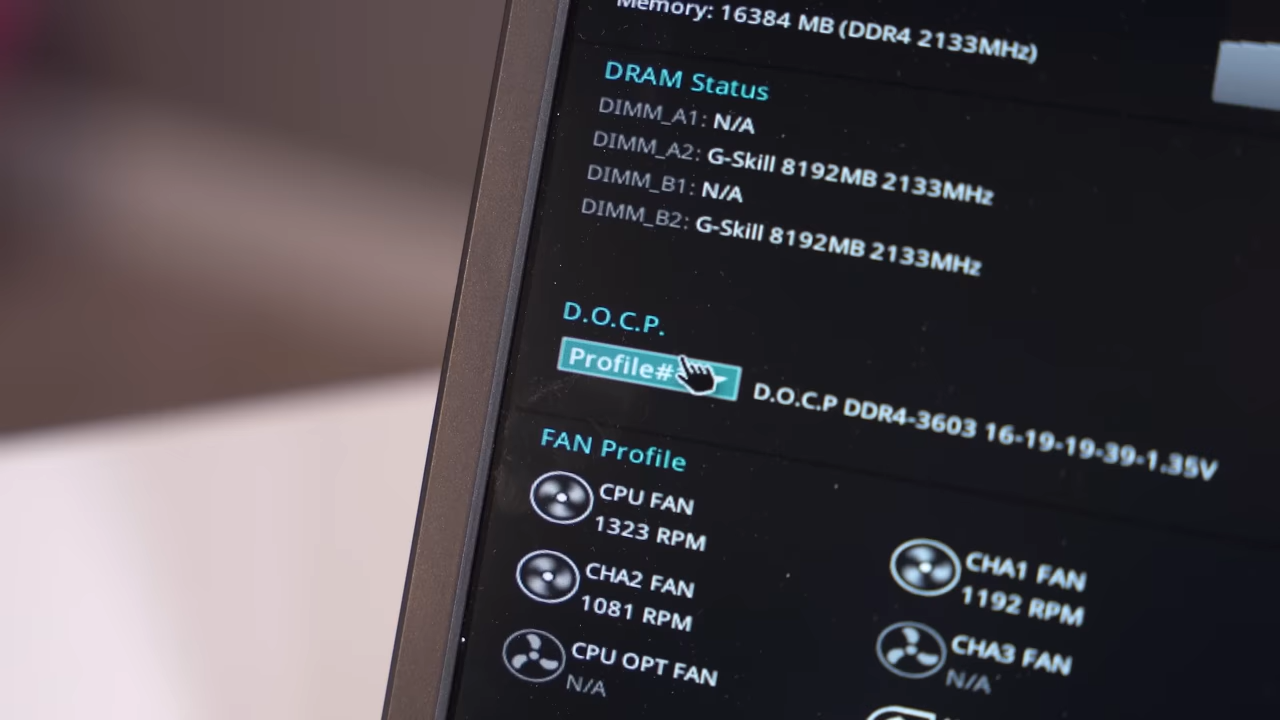 Memory: 16384 MB (DDR4 2133MHz)
DRAM Status
DIMM_A1: N/A
DIMM_A2: G-Skill 8192MB 2133MHz
DIMM_B1: N/A
DIMM_B2: G-Skill 8192MB 2133MHz
D.O.C.P.
Profile#
D.O.C.P DDR4-3603 16-19-19-39-1.35V
FAN Profile
CPU FAN
1323 RPM
CHA1 FAN
1192 RPM
CHA2 FAN
1081 RPM
CHA3 FAN
N/A
CPU OPT FAN
N/A